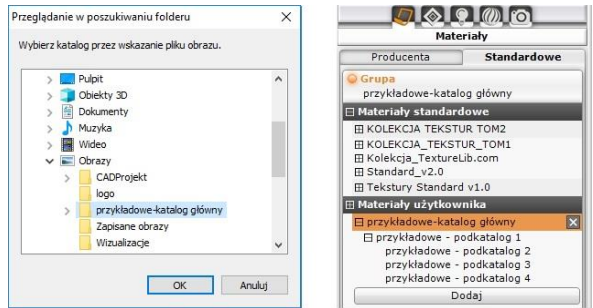 Przeglądanie w poszukiwaniu folderu
Wybierz katalog przez wskazanie pliku obrazu.
Pulpit
Obiekty 3D
Dokumenty
Muzyka
Wideo
Obrazy
CADProjekt
logo
przykładowe-katalog główny
Zapisane obrazy
Wizualizacje
OK
Anuluj
Materiały
Producenta
Standardowe
Grupa
przykładowe-katalog główny
Materiały standardowe
KOLEKCJA TEKSTUR TOM2
KOLEKCJA_TEKSTUR_TOM1
Kolekcja_TextureLib.com
Standard_v2.0
Tekstury Standard v1.0
Materiały użytkownika
przykładowe-katalog główny
przykładowe - podkatalog 1
przykładowe - podkatalog 2
przykładowe - podkatalog 3
przykładowe - podkatalog 4
Dodaj